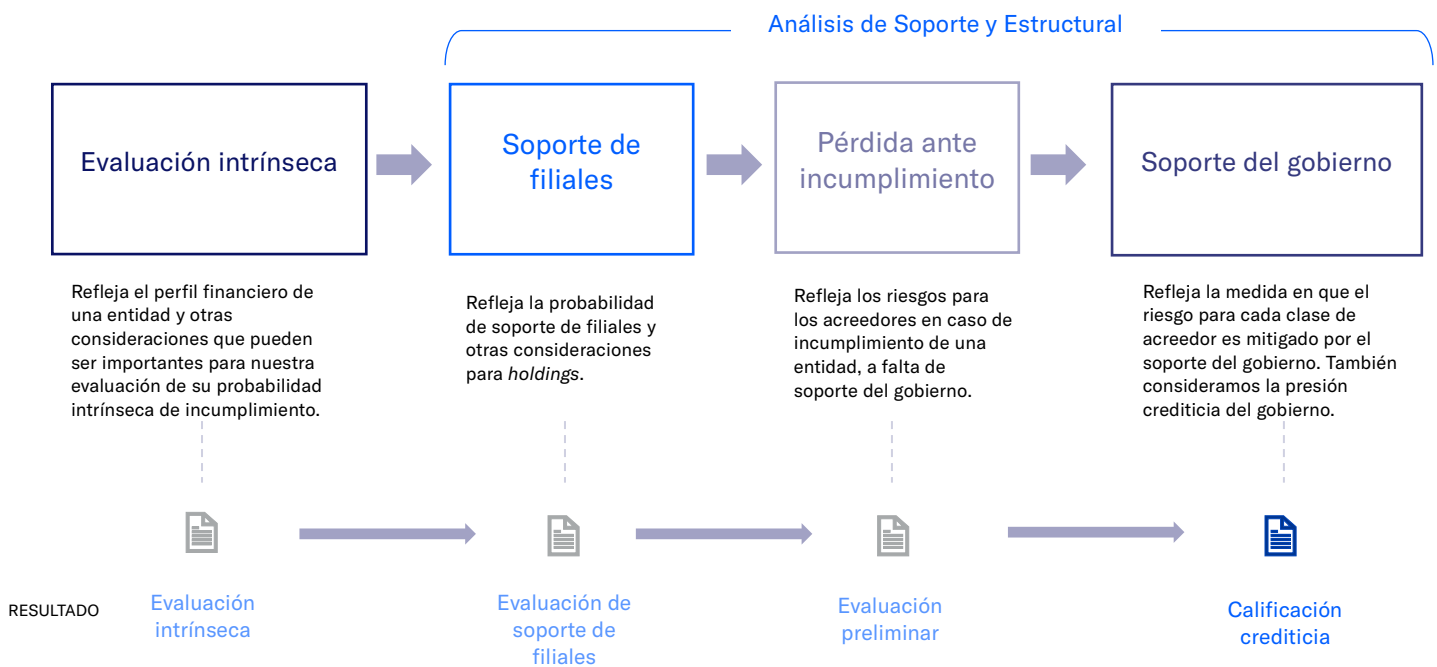 Análisis de Soporte y Estructural
Evaluación intrínseca
Soporte de
filiales
Pérdida ante
incumplimiento
Soporte del gobierno
Refleja el perfil financiero de
una entidad y otras
consideraciones que pueden
ser importantes para nuestra
evaluación de su probabilidad
intrínseca de incumplimiento.
Refleja la probabilidad
de soporte de filiales y
otras consideraciones
para holdings.
Refleja los riesgos para
los acreedores en caso de
incumplimiento de una
entidad, a falta de
soporte del gobierno.
Refleja la medida en que el
riesgo para cada clase de
acreedor es mitigado por el
soporte del gobierno. También
consideramos la presión
crediticia del gobierno.
RESULTADO
Evaluación
intrínseca
Evaluación de
soporte de
filiales
Evaluación
preliminar
Calificación
crediticia